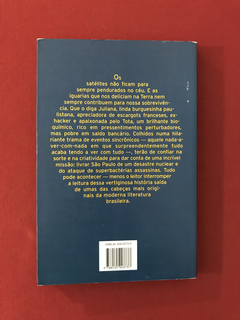 Os
satélites não ficam para
sempre pendurados no céu. E as
iguarias que nos deliciam na Terra nem
sempre contribuem para nossa sobrevivên-
cia. Que o diga Juliana, linda burguesinha pau-
listana, apreciadora de escargots franceses, ex-
hacker e apaixonada pelo Tota, um brilhante bio-
químico, rico em pressentimentos perturbadores,
mas pobre em saldo bancário. Colhidos numa hi-
lariante trama de eventos sincrônicos — aquele nada-a-
ver-com-nada em que surpreendentemente tudo
acaba tendo a ver com tudo —, terão de confiar na
sorte e na criatividade para dar conta de uma incrível
missão: livrar São Paulo de um desastre nuclear e
do ataque de superbactérias assassinas. Tudo
pode acontecer — menos o leitor interromper
a leitura dessa vertiginosa história saída
de umas das cabeças mais origi-
nais da moderna literatura
brasileira.